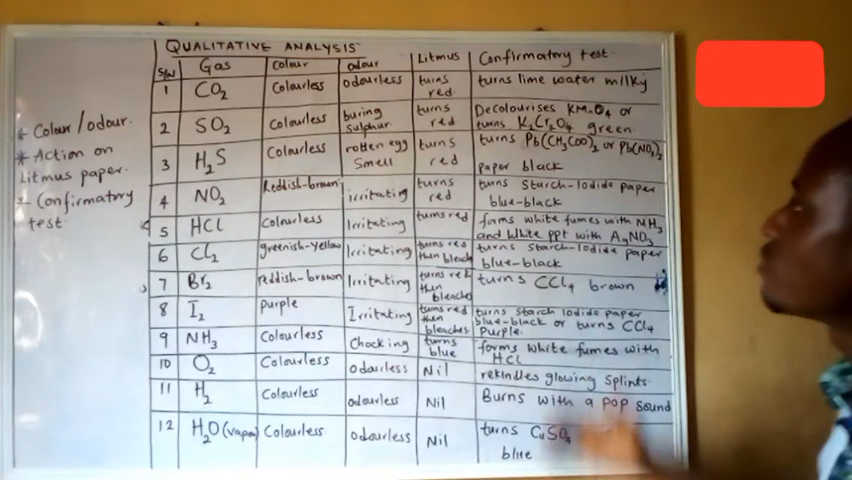 QUALITATIVE ANALYSIS
S/N Gas Colour odour Litmus Confirmatory test.
1 CO2 Colourless odourless turns red turns lime water milky
2 SO2 Colourless buring sulphur turns red Decolourises KMnO4 or turns K2Cr2O4 green.
3 H2S Colourless rotten egg smell turns red turns Pb(CH3COO)2 or Pb(NO3)2 paper black
4 NO2 Reddish-brown irritating turns red turns starch-Iodide paper blue-black
5 HCl Colourless Irritating turns red forms white fumes with NH3 and white ppt with AgNO3
6 Cl2 greenish-yellow Irritating turns red then bleach turns starch-Iodide paper blue-black
7 Br2 reddish-brown Irritating turns red then bleaches turns CCl4 brown
8 I2 Purple Irritating turns red then bleaches turns starch Iodide paper blue-black or turns CCl4 Purple.
9 NH3 Colourless Chocking turns blue forms white fumes with HCl
10 O2 Colourless odourless Nil rekindles glowing splints.
11 H2 Colourless odourless Nil Burns with a pop sound
12 H2O(vapor) Colourless odourless Nil turns CuSO4 blue
* Colour/odour.
* Action on
Litmus paper.
* Confirmatory
test.